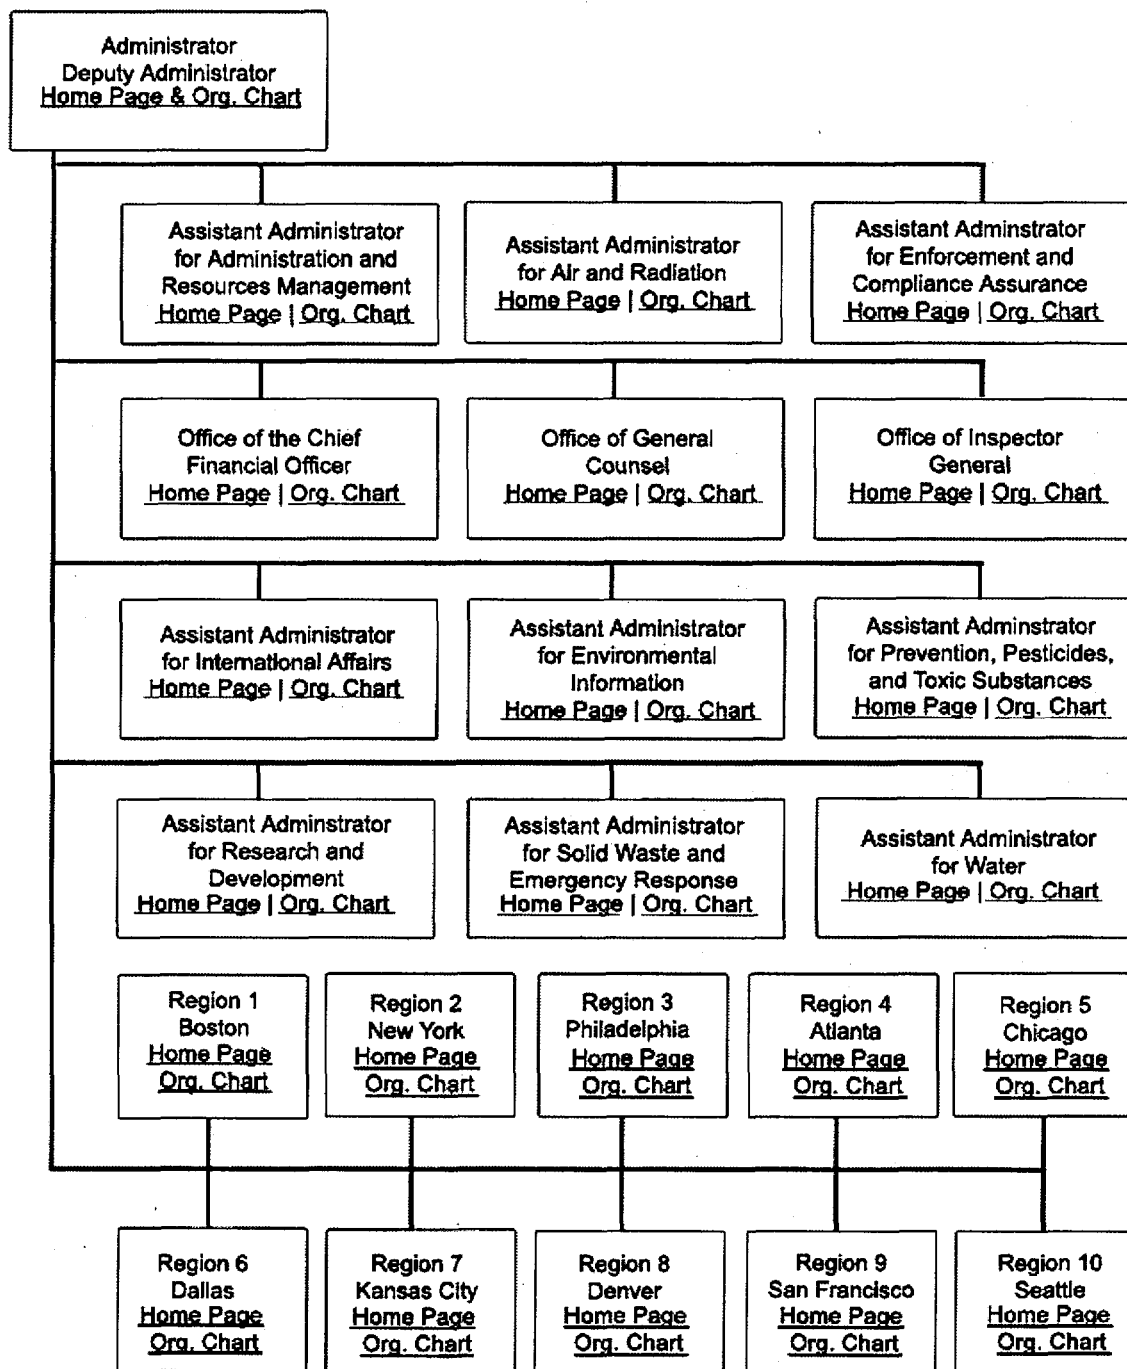 Administrator
Deputy Administrator
Home Page & Org. Chart
Assistant Administrator
for Administration and
Resources Management
Home Page | Org. Chart
Assistant Administrator
for Air and Radiation
Home Page | Org. Chart
Assistant Adminstrator
for Enforcement and
Compliance Assurance
Home Page | Org. Chart
Office of the Chief
Financial Officer
Home Page | Org. Chart
Office of General
Counsel
Home Page | Org. Chart
Office of Inspector
General
Home Page | Org. Chart
Assistant Administrator
for International Affairs
Home Page | Org. Chart
Assistant Administrator
for Environmental
Information
Home Page | Org. Chart
Assistant Adminstrator
for Prevention, Pesticides,
and Toxic Substances
Home Page | Org. Chart
Assistant Adminstrator
for Research and
Development
Home Page | Org. Chart
Assistant Administrator
for Solid Waste and
Emergency Response
Home Page | Org. Chart
Assistant Administrator
for Water
Home Page | Org. Chart
Region 1
Boston
Home Page
Org. Chart
Region 2
New York
Home Page
Org. Chart
Region 3
Philadelphia
Home Page
Org. Chart
Region 4
Atlanta
Home Page
Org. Chart
Region 5
Chicago
Home Page
Org. Chart
Region 6
Dallas
Home Page
Org. Chart
Region 7
Kansas City
Home Page
Org. Chart
Region 8
Denver
Home Page
Org. Chart
Region 9
San Francisco
Home Page
Org. Chart
Region 10
Seattle
Home Page
Org. Chart